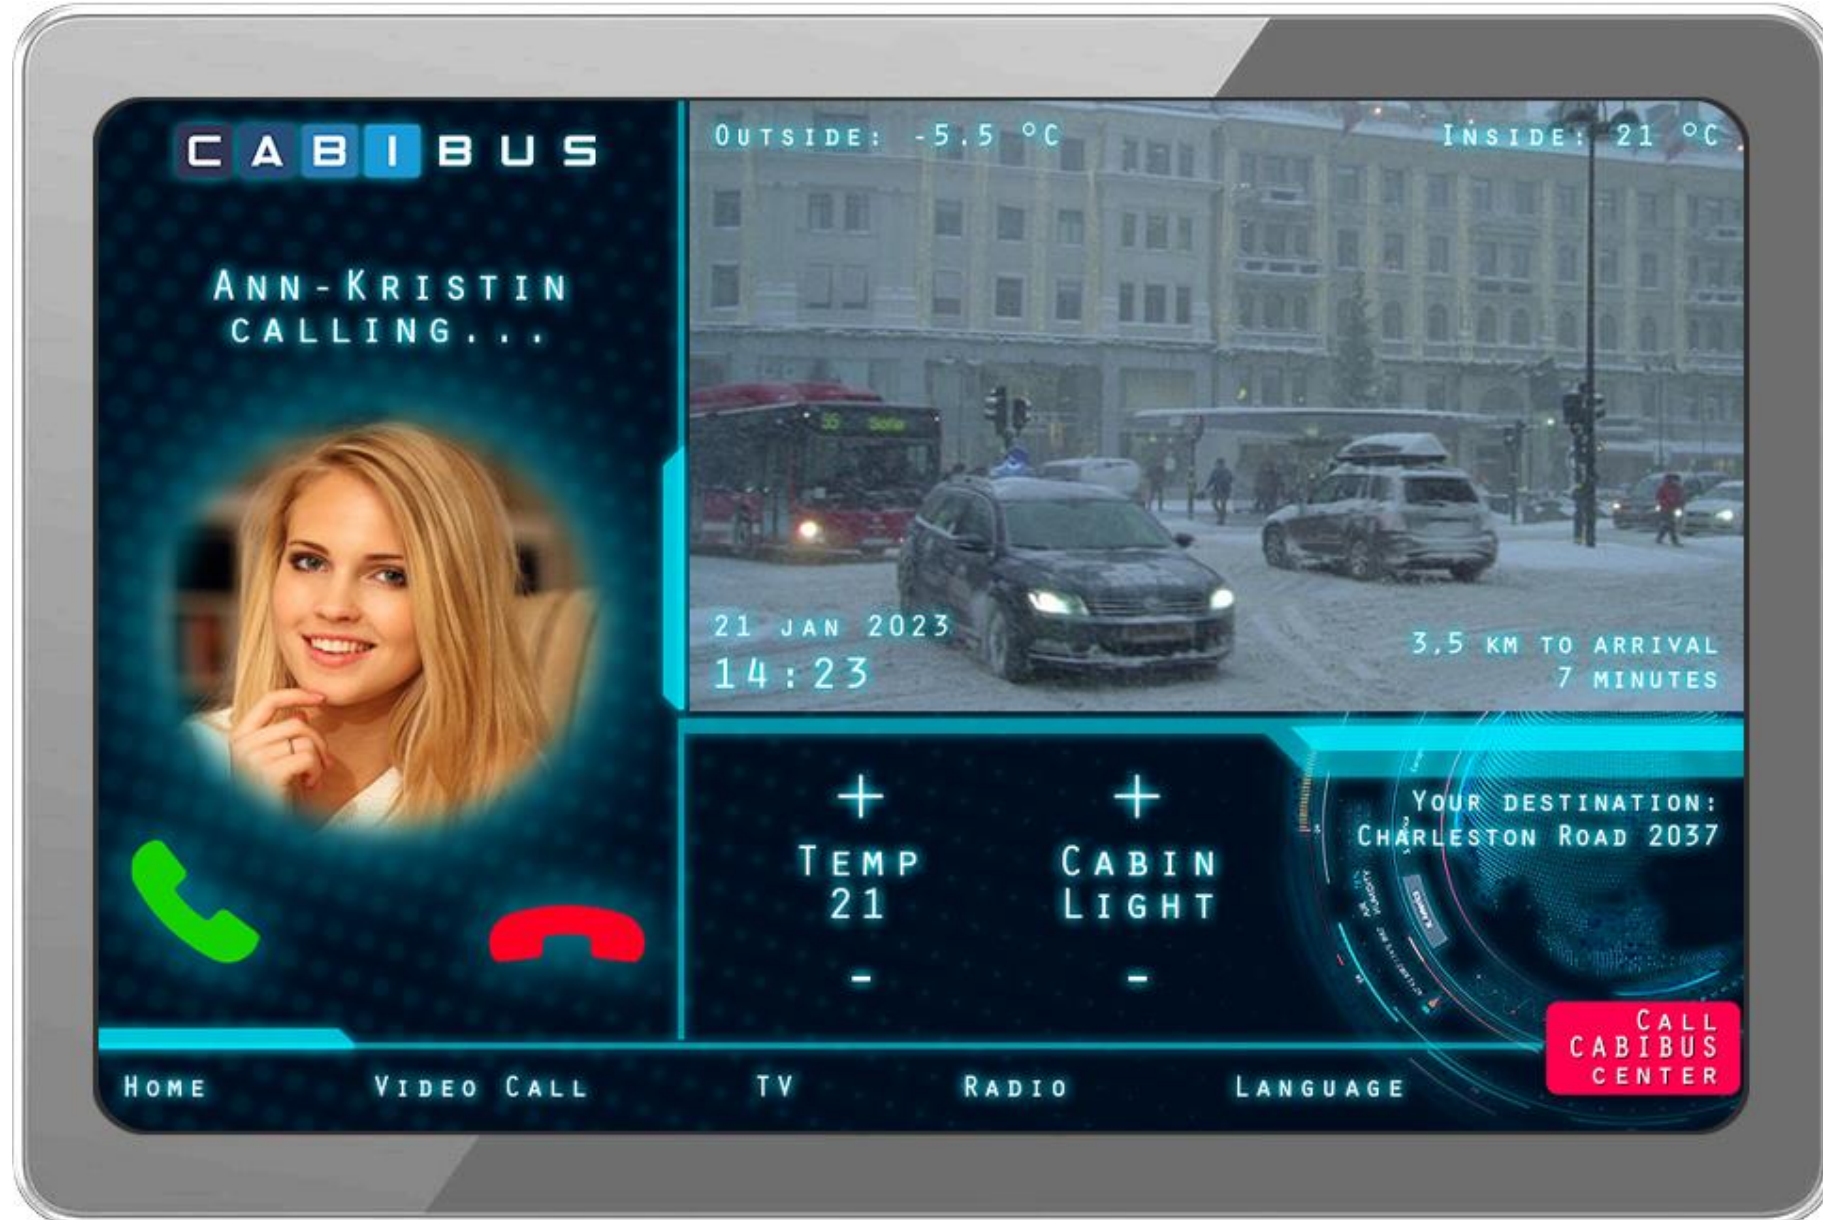 CABIBUS
ANN-KRISTIN
CALLING...
OUTSIDE: -5.5 °C
INSIDE: 21 °C
55 Sofia
21 JAN 2023
14:23
3,5 KM TO ARRIVAL
7 MINUTES
+
+
TEMP
21
CABIN
LIGHT
-
-
YOUR DESTINATION:
CHARLESTON ROAD 2037
CALL
CABIBUS
CENTER
HOME
VIDEO CALL
TV
RADIO
LANGUAGE